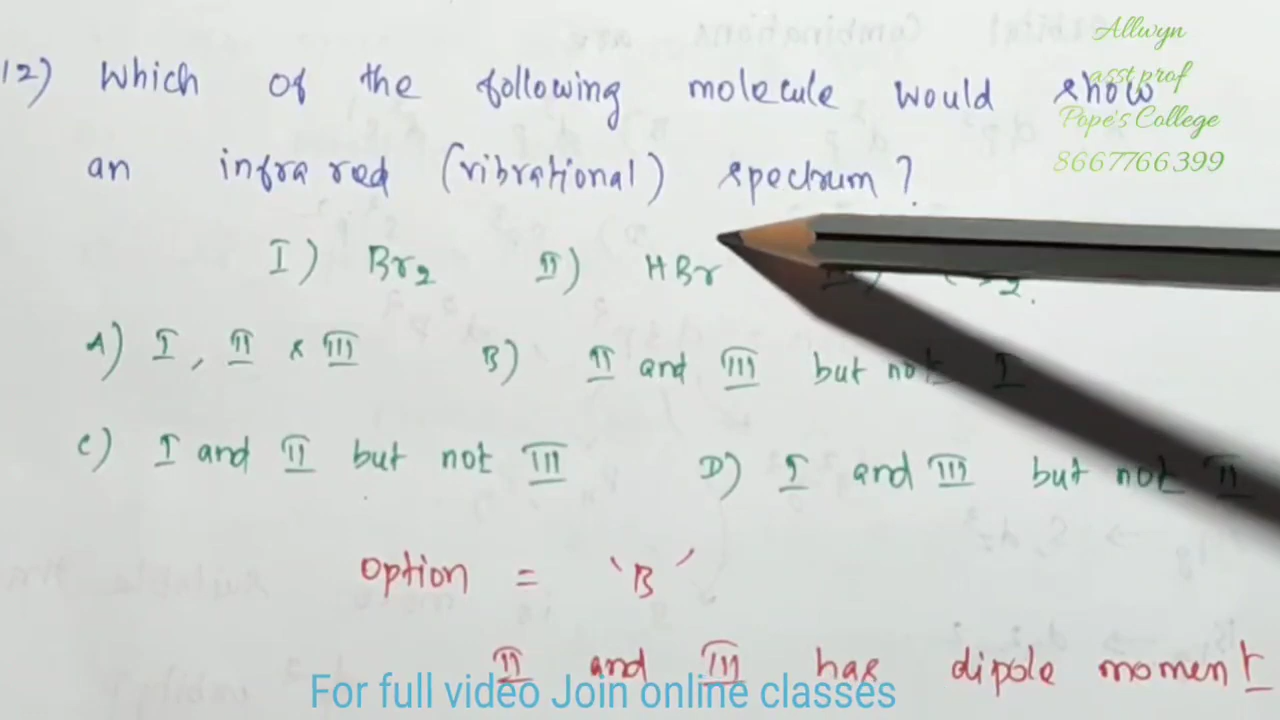 Allwyn
asst prof
Pope's College
8667766399
12) Which of the following molecule would show
an infra red (vibrational) spectrum?
I) Br2 II) HBr
A) I, II & III B) II and III but not I
C) I and II but not III D) I and III but not II
Option = 'B'
II and III has dipole moment
For full video Join online classes